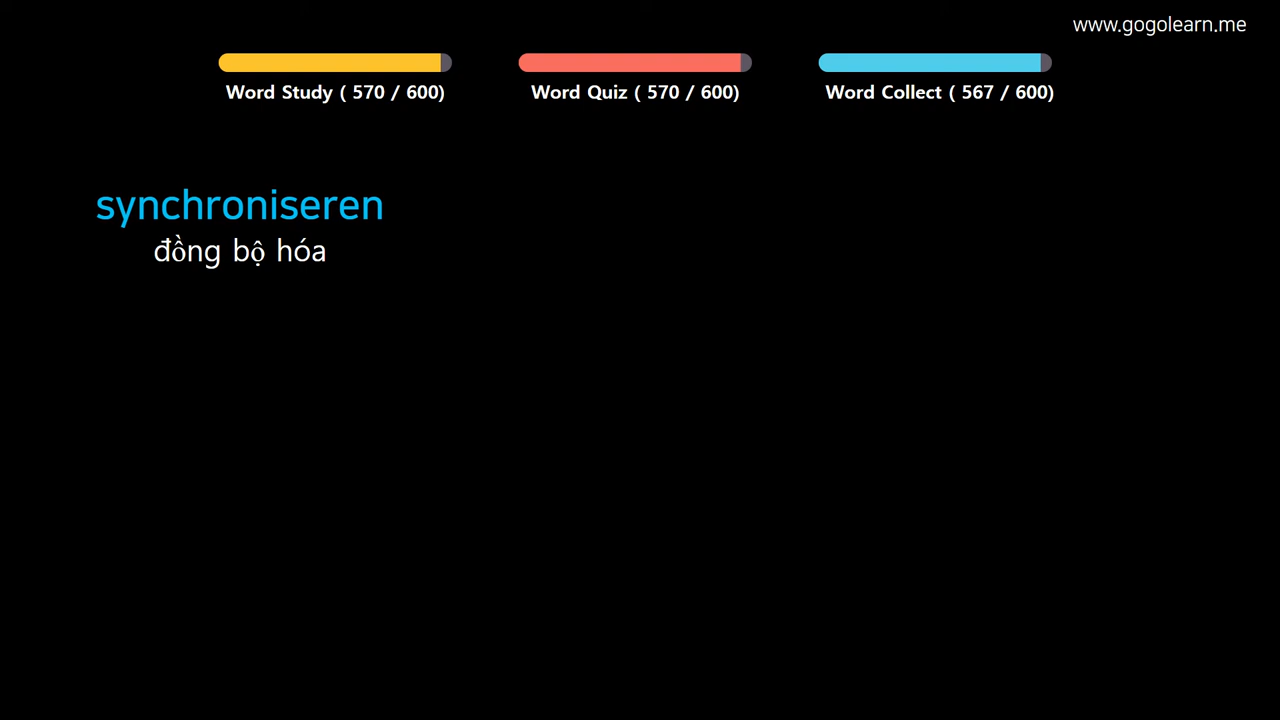 www.gogolearn.me
Word Study ( 570 / 600)
Word Quiz ( 570 / 600)
Word Collect ( 567 / 600)
synchroniseren
đồng bộ hóa